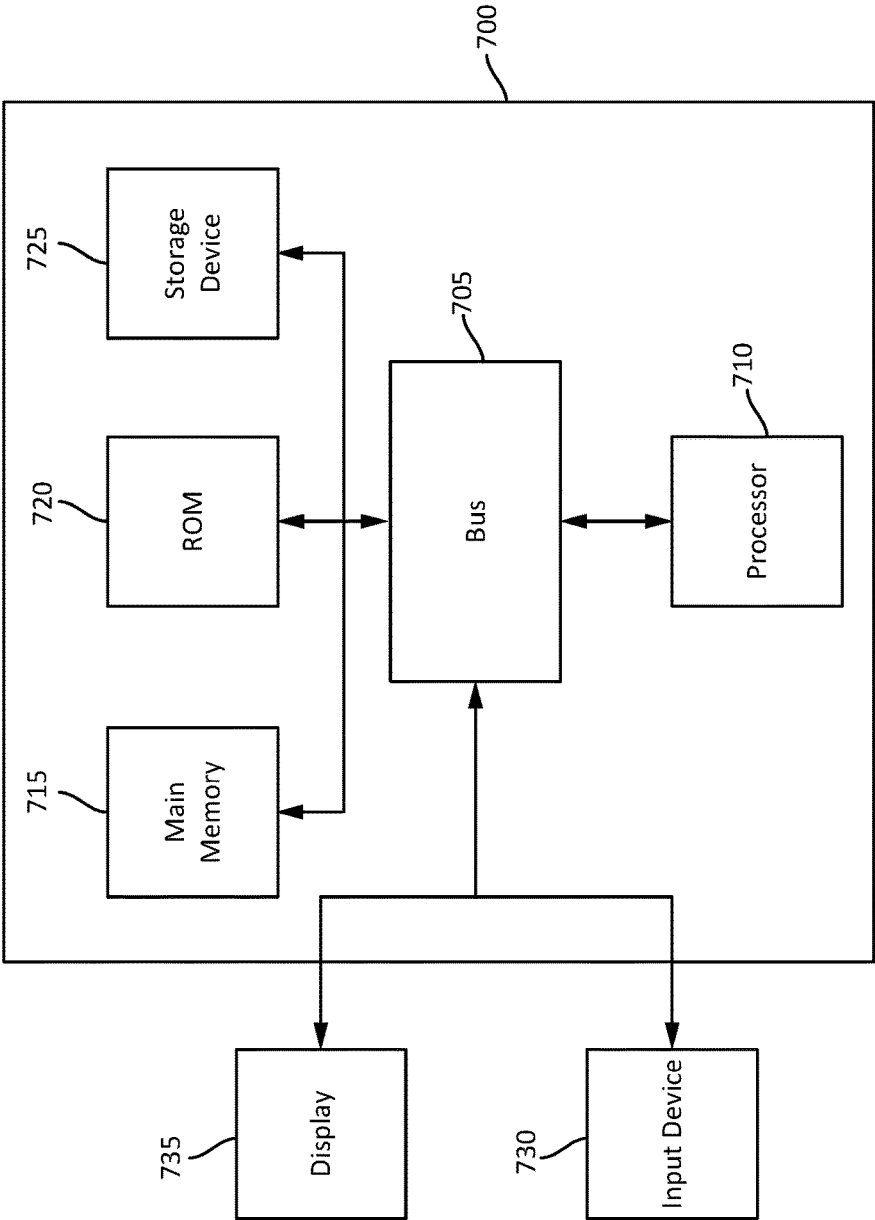 700
715
Main
Memory
720
ROM
725
Storage
Device
735
Display
705
Bus
730
Input Device
710
Processor